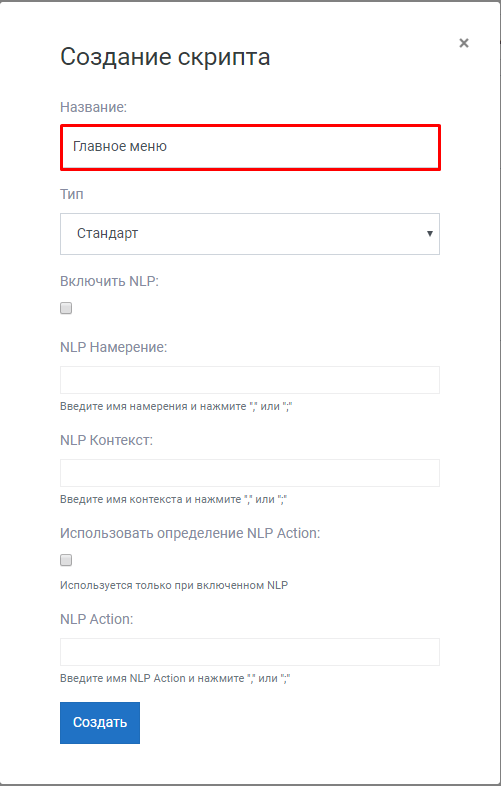 Создание скрипта
×
Название:
Главное меню
Тип
Стандарт
Включить NLP:
NLP Намерение:
Введите имя намерения и нажмите "," или ";"
NLP Контекст:
Введите имя контекста и нажмите "," или ";"
Использовать определение NLP Action:
Используется только при включенном NLP
NLP Action:
Введите имя NLP Action и нажмите "," или ";"
Создать